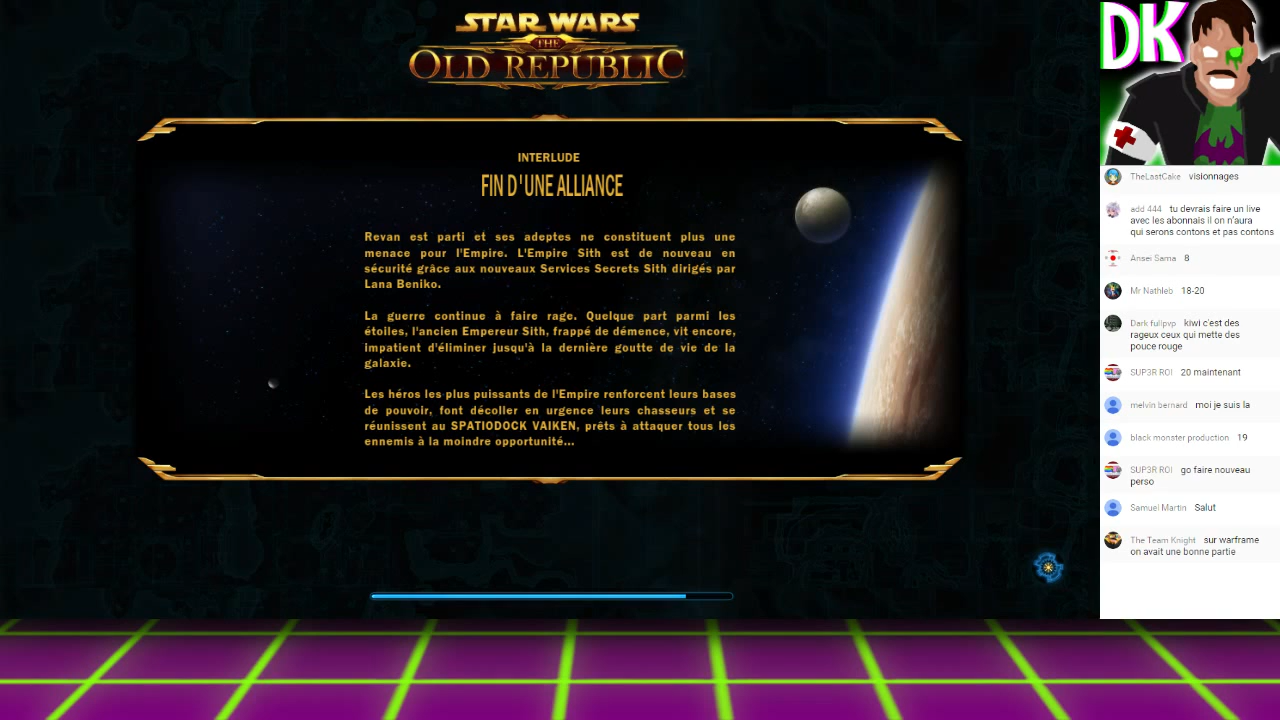 STAR WARS
THE
OLD REPUBLIC
INTERLUDE
FIN D'UNE ALLIANCE
Revan est parti et ses adeptes ne constituent plus une
menace pour l'Empire. L'Empire Sith est de nouveau en
sécurité grâce aux nouveaux Services Secrets Sith dirigés par
Lana Beniko.
La guerre continue à faire rage. Quelque part parmi les
étoiles, l'ancien Empereur Sith, frappé de démence, vit encore,
impatient d'éliminer jusqu'à la dernière goutte de vie de la
galaxie.
Les héros les plus puissants de l'Empire renforcent leurs bases
de pouvoir, font décoller en urgence leurs chasseurs et se
réunissent au SPATIODOCK VAIKEN, prêts à attaquer tous les
ennemis à la moindre opportunité...
DK
TheLastCake visionnages
add 444 tu devrais faire un live
avec les abonnais il on n'aura
qui serons contons et pas contons
Ansei Sama 8
Mr Nathleb 18-20
Dark fullpvp kiwi c'est des
rageux ceux qui mette des
pouce rouge
SUP3R ROI 20 maintenant
melvin bernard moi je suis la
black monster production 19
SUP3R ROI go faire nouveau
perso
Samuel Martin Salut
The Team Knight sur warframe
on avait une bonne partie